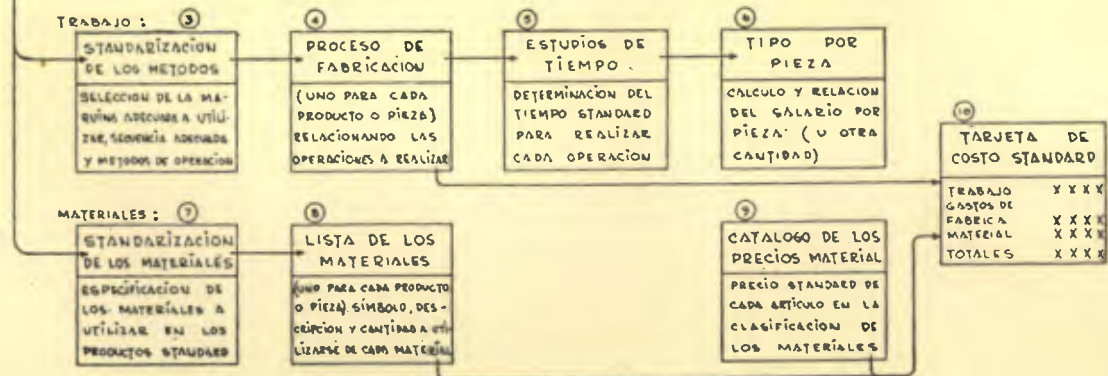 TRABAJO :
3
STANDARIZACION
DE LOS METODOS
SELECCION DE LA MA-
QUINA ADECUADA A UTILI-
ZAR, SECUENCIA ADECUADA
Y METODOS DE OPERACION
4
PROCESO DE
FABRICACION
(UNO PARA CADA
PRODUCTO O PIEZA)
RELACIONANDO LAS
OPERACIONES A REALIZAR
5
ESTUDIOS DE
TIEMPO .
DETERMINACION DEL
TIEMPO STANDARD
PARA REALIZAR
CADA OPERACION
6
TIPO POR
PIEZA
CALCULO Y RELACION
DEL SALARIO POR
PIEZA. (U OTRA
CANTIDAD)
10
TARJETA DE
COSTO STANDARD
TRABAJO X X X X
GASTOS DE
FABRICA X X X X
MATERIAL X X X X
TOTALES X X X X
MATERIALES :
7
STANDARIZACION
DE LOS MATERIALES
ESPECIFICACION DE
LOS MATERIALES A
UTILIZAR EN LOS
PRODUCTOS STANDARD
8
LISTA DE LOS
MATERIALES
(UNO PARA CADA PRODUCTO
O PIEZA). SIMBOLO, DES-
CRIPCION Y CANTIDAD A UTI-
LIZARSE DE CADA MATERIAL
9
CATALOGO DE LOS
PRECIOS MATERIAL
PRECIO STANDARD DE
CADA ARTICULO EN LA
CLASIFICACION DE
LOS MATERIALES